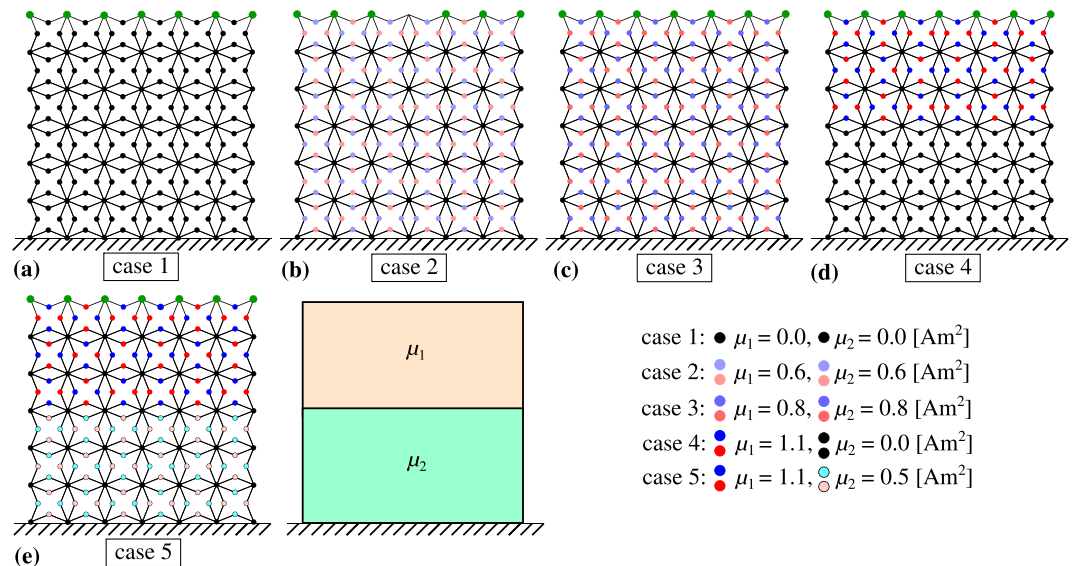 (a) case 1
(b) case 2
(c) case 3
(d) case 4
(e) case 5
μ₁
μ₂
case 1: μ₁ = 0.0, μ₂ = 0.0 [Am²]
case 2: μ₁ = 0.6, μ₂ = 0.6 [Am²]
case 3: μ₁ = 0.8, μ₂ = 0.8 [Am²]
case 4: μ₁ = 1.1, μ₂ = 0.0 [Am²]
case 5: μ₁ = 1.1, μ₂ = 0.5 [Am²]